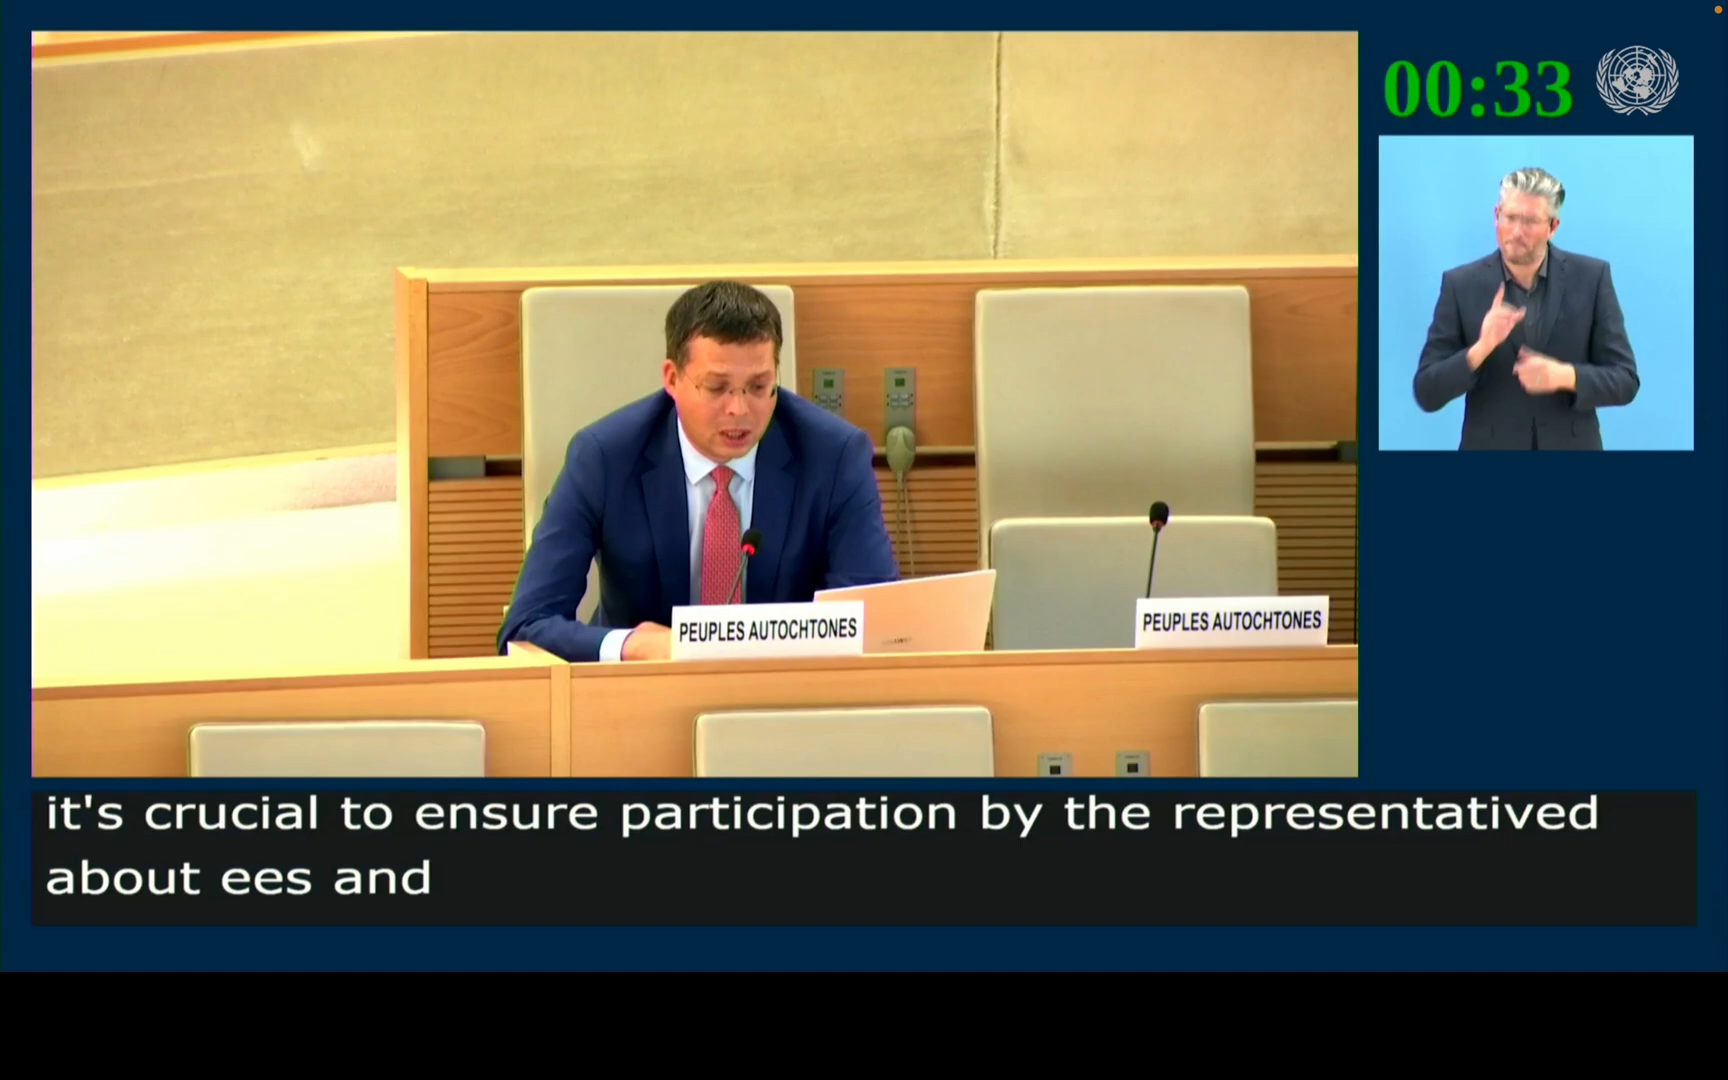 00:33
PEUPLES AUTOCHTONES
PEUPLES AUTOCHTONES
it's crucial to ensure participation by the representatived
about ees and